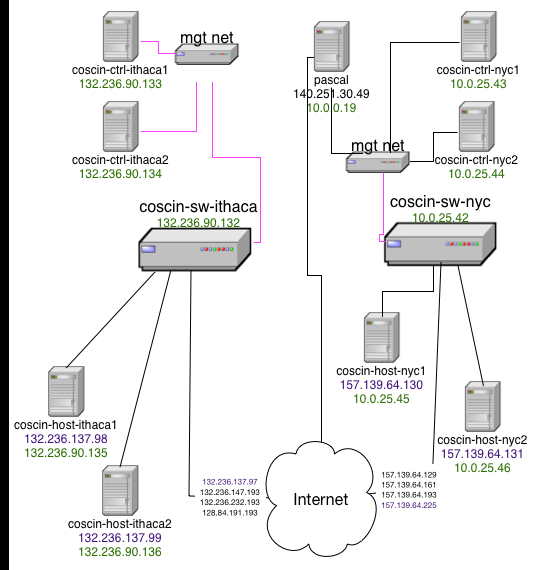 mgt net
coscin-ctrl-ithaca1
132.236.90.133
coscin-ctrl-ithaca2
132.236.90.134
coscin-sw-ithaca
132.236.90.132
pascal
140.251.30.49
10.0.0.19
coscin-ctrl-nyc1
10.0.25.43
mgt net
coscin-ctrl-nyc2
10.0.25.44
coscin-sw-nyc
10.0.25.42
coscin-host-nyc1
157.139.64.130
10.0.25.45
coscin-host-ithaca1
132.236.137.98
132.236.90.135
coscin-host-nyc2
157.139.64.131
10.0.25.46
coscin-host-ithaca2
132.236.137.99
132.236.90.136
132.236.137.97
132.236.147.193
132.236.232.193
128.84.191.193
Internet
157.139.64.129
157.139.64.161
157.139.64.193
157.139.64.225